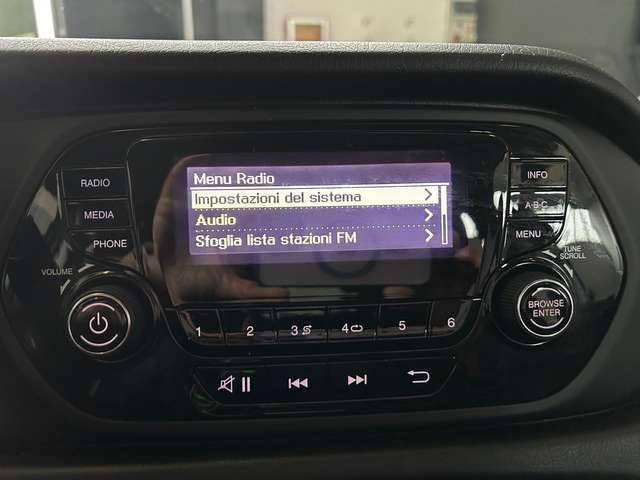 Menu Radio
Impostazioni del sistema
Audio
Sfoglia lista stazioni FM
RADIO
MEDIA
PHONE
VOLUME
INFO
A-B-C
MENU
TUNE
SCROLL
BROWSE
ENTER
1 2 3 4 5 6